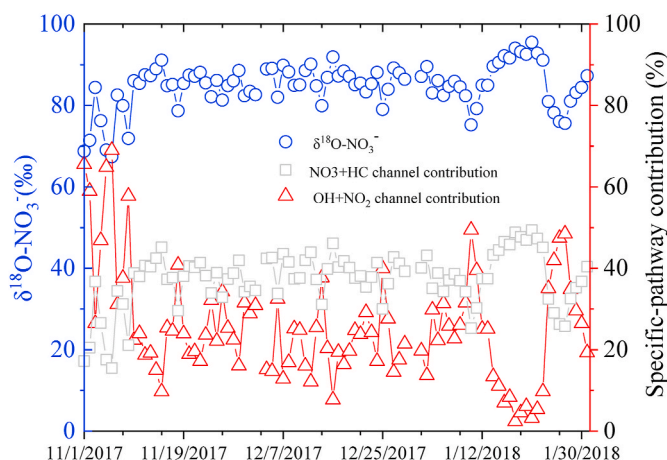 100
80
60
40
20
0
δ¹⁸O-NO₃⁻(‰)
δ¹⁸O-NO₃⁻
NO3+HC channel contribution
OH+NO₂ channel contribution
100
80
60
40
20
0
Specific-pathway contribution (%)
11/1/2017 11/19/2017 12/7/2017 12/25/2017 1/12/2018 1/30/2018